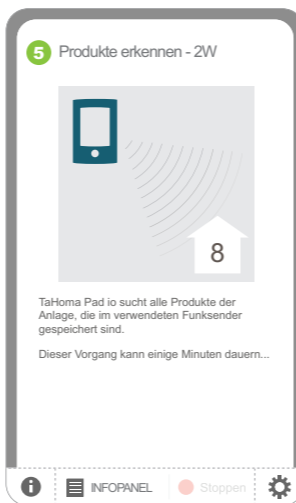 5 Produkte erkennen - 2W
8
TaHoma Pad io sucht alle Produkte der
Anlage, die im verwendeten Funksender
gespeichert sind.
Dieser Vorgang kann einige Minuten dauern...
i INFOPANEL Stoppen